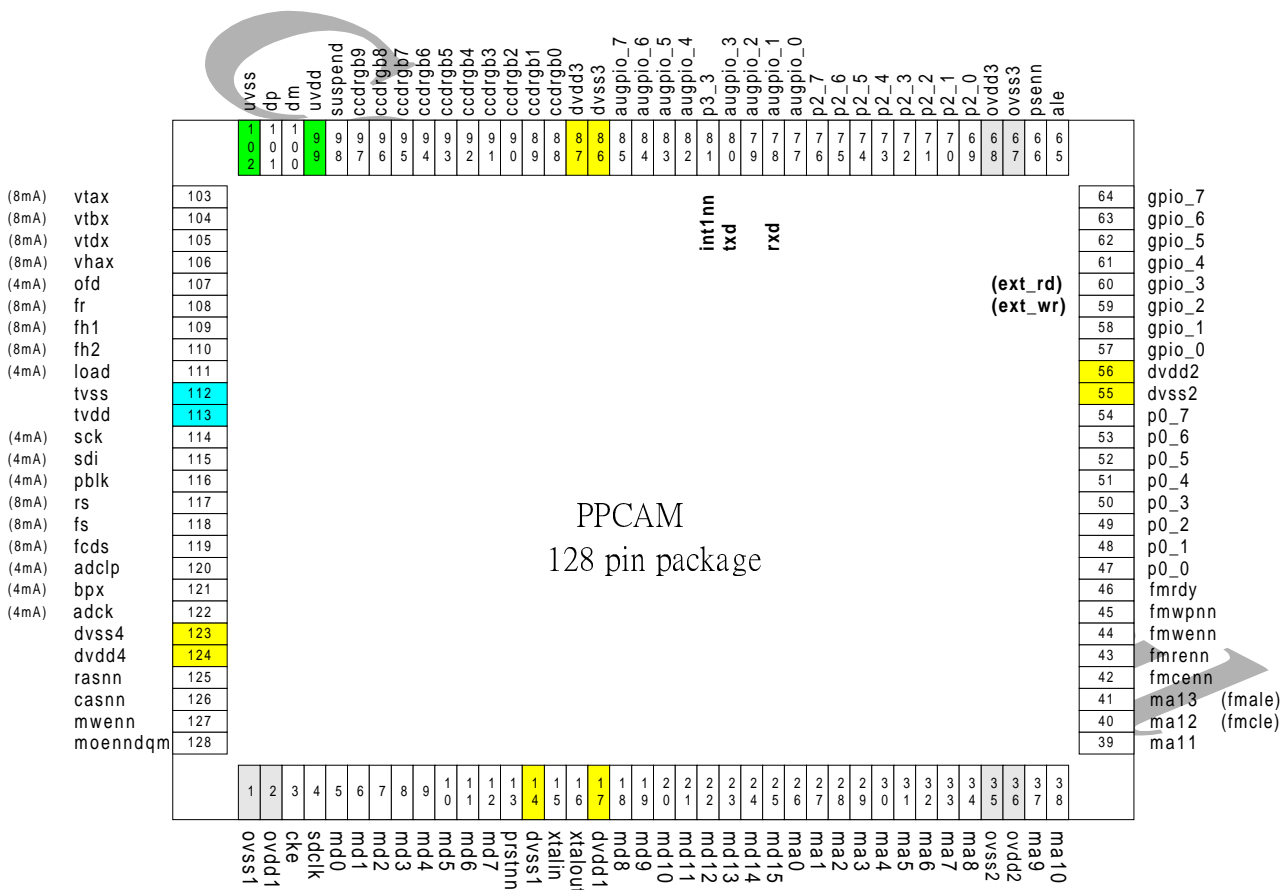 uvss dp dm uvdd suspend ccdrgb9 ccdrgb8 ccdrgb7 ccdrgb6 ccdrgb5 ccdrgb4 ccdrgb3 ccdrgb2 ccdrgb1 ccdrgb0 dvdd3 dvss3 augpio_7 augpio_6 augpio_5 augpio_4 p3_3 augpio_3 augpio_2 augpio_1 augpio_0 p2_7 p2_6 p2_5 p2_4 p2_3 p2_2 p2_1 p2_0 ovdd3 ovss3 psenn ale
102 101 100 99 98 97 96 95 94 93 92 91 90 89 88 87 86 85 84 83 82 81 80 79 78 77 76 75 74 73 72 71 70 69 68 67 66 65
int1nn txd rxd
(8mA) vtax 103
(8mA) vtbx 104
(8mA) vtdx 105
(8mA) vhax 106
(4mA) ofd 107
(8mA) fr 108
(8mA) fh1 109
(8mA) fh2 110
(4mA) load 111
tvss 112
tvdd 113
(4mA) sck 114
(4mA) sdi 115
(4mA) pblk 116
(8mA) rs 117
(8mA) fs 118
(8mA) fcds 119
(4mA) adclp 120
(4mA) bpx 121
(4mA) adck 122
dvss4 123
dvdd4 124
rasnn 125
casnn 126
mwenn 127
moenndqm 128
PPCAM
128 pin package
64 gpio_7
63 gpio_6
62 gpio_5
61 gpio_4
(ext_rd) 60 gpio_3
(ext_wr) 59 gpio_2
58 gpio_1
57 gpio_0
56 dvdd2
55 dvss2
54 p0_7
53 p0_6
52 p0_5
51 p0_4
50 p0_3
49 p0_2
48 p0_1
47 p0_0
46 fmrdy
45 fmwpnn
44 fmwenn
43 fmrenn
42 fmcenn
41 ma13 (fmale)
40 ma12 (fmcle)
39 ma11
1 2 3 4 5 6 7 8 9 10 11 12 13 14 15 16 17 18 19 20 21 22 23 24 25 26 27 28 29 30 31 32 33 34 35 36 37 38
ovss1 ovdd1 cke sdclk md0 md1 md2 md3 md4 md5 md6 md7 prstnn dvss1 xtalin xtalout dvdd1 md8 md9 md10 md11 md12 md13 md14 md15 ma0 ma1 ma2 ma3 ma4 ma5 ma6 ma7 ma8 ovss2 ovdd2 ma9 ma10